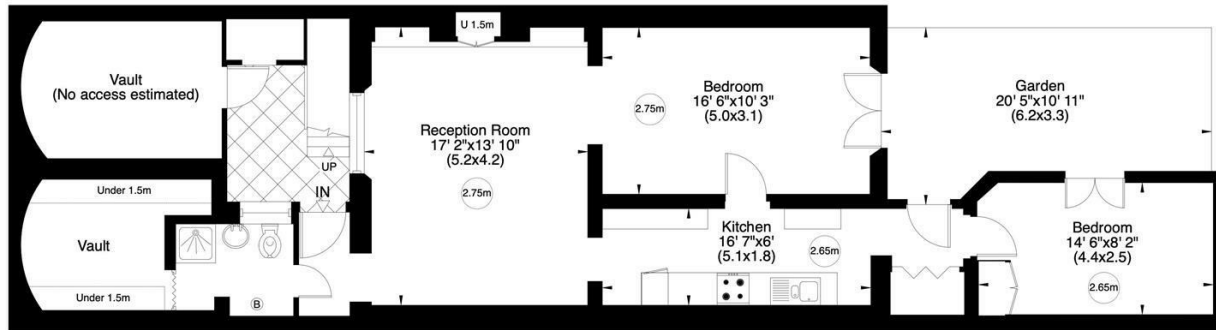 U 1.5m
Vault
(No access estimated)
Reception Room
17' 2"x13' 10"
(5.2x4.2)
2.75m
Bedroom
16' 6"x10' 3"
(5.0x3.1)
2.75m
Garden
20' 5"x10' 11"
(6.2x3.3)
UP
IN
Under 1.5m
Vault
Under 1.5m
B
Kitchen
16' 7"x6'
(5.1x1.8)
2.65m
Bedroom
14' 6"x8' 2"
(4.4x2.5)
2.65m